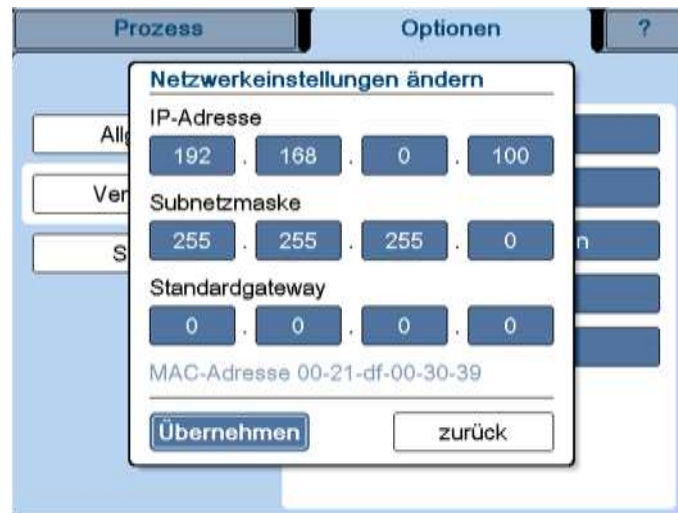 Prozess
Optionen
?
Netzwerkeinstellungen ändern
IP-Adresse
192 . 168 . 0 . 100
Subnetzmaske
255 . 255 . 255 . 0
Standardgateway
0 . 0 . 0 . 0
MAC-Adresse 00-21-df-00-30-39
Übernehmen
zurück